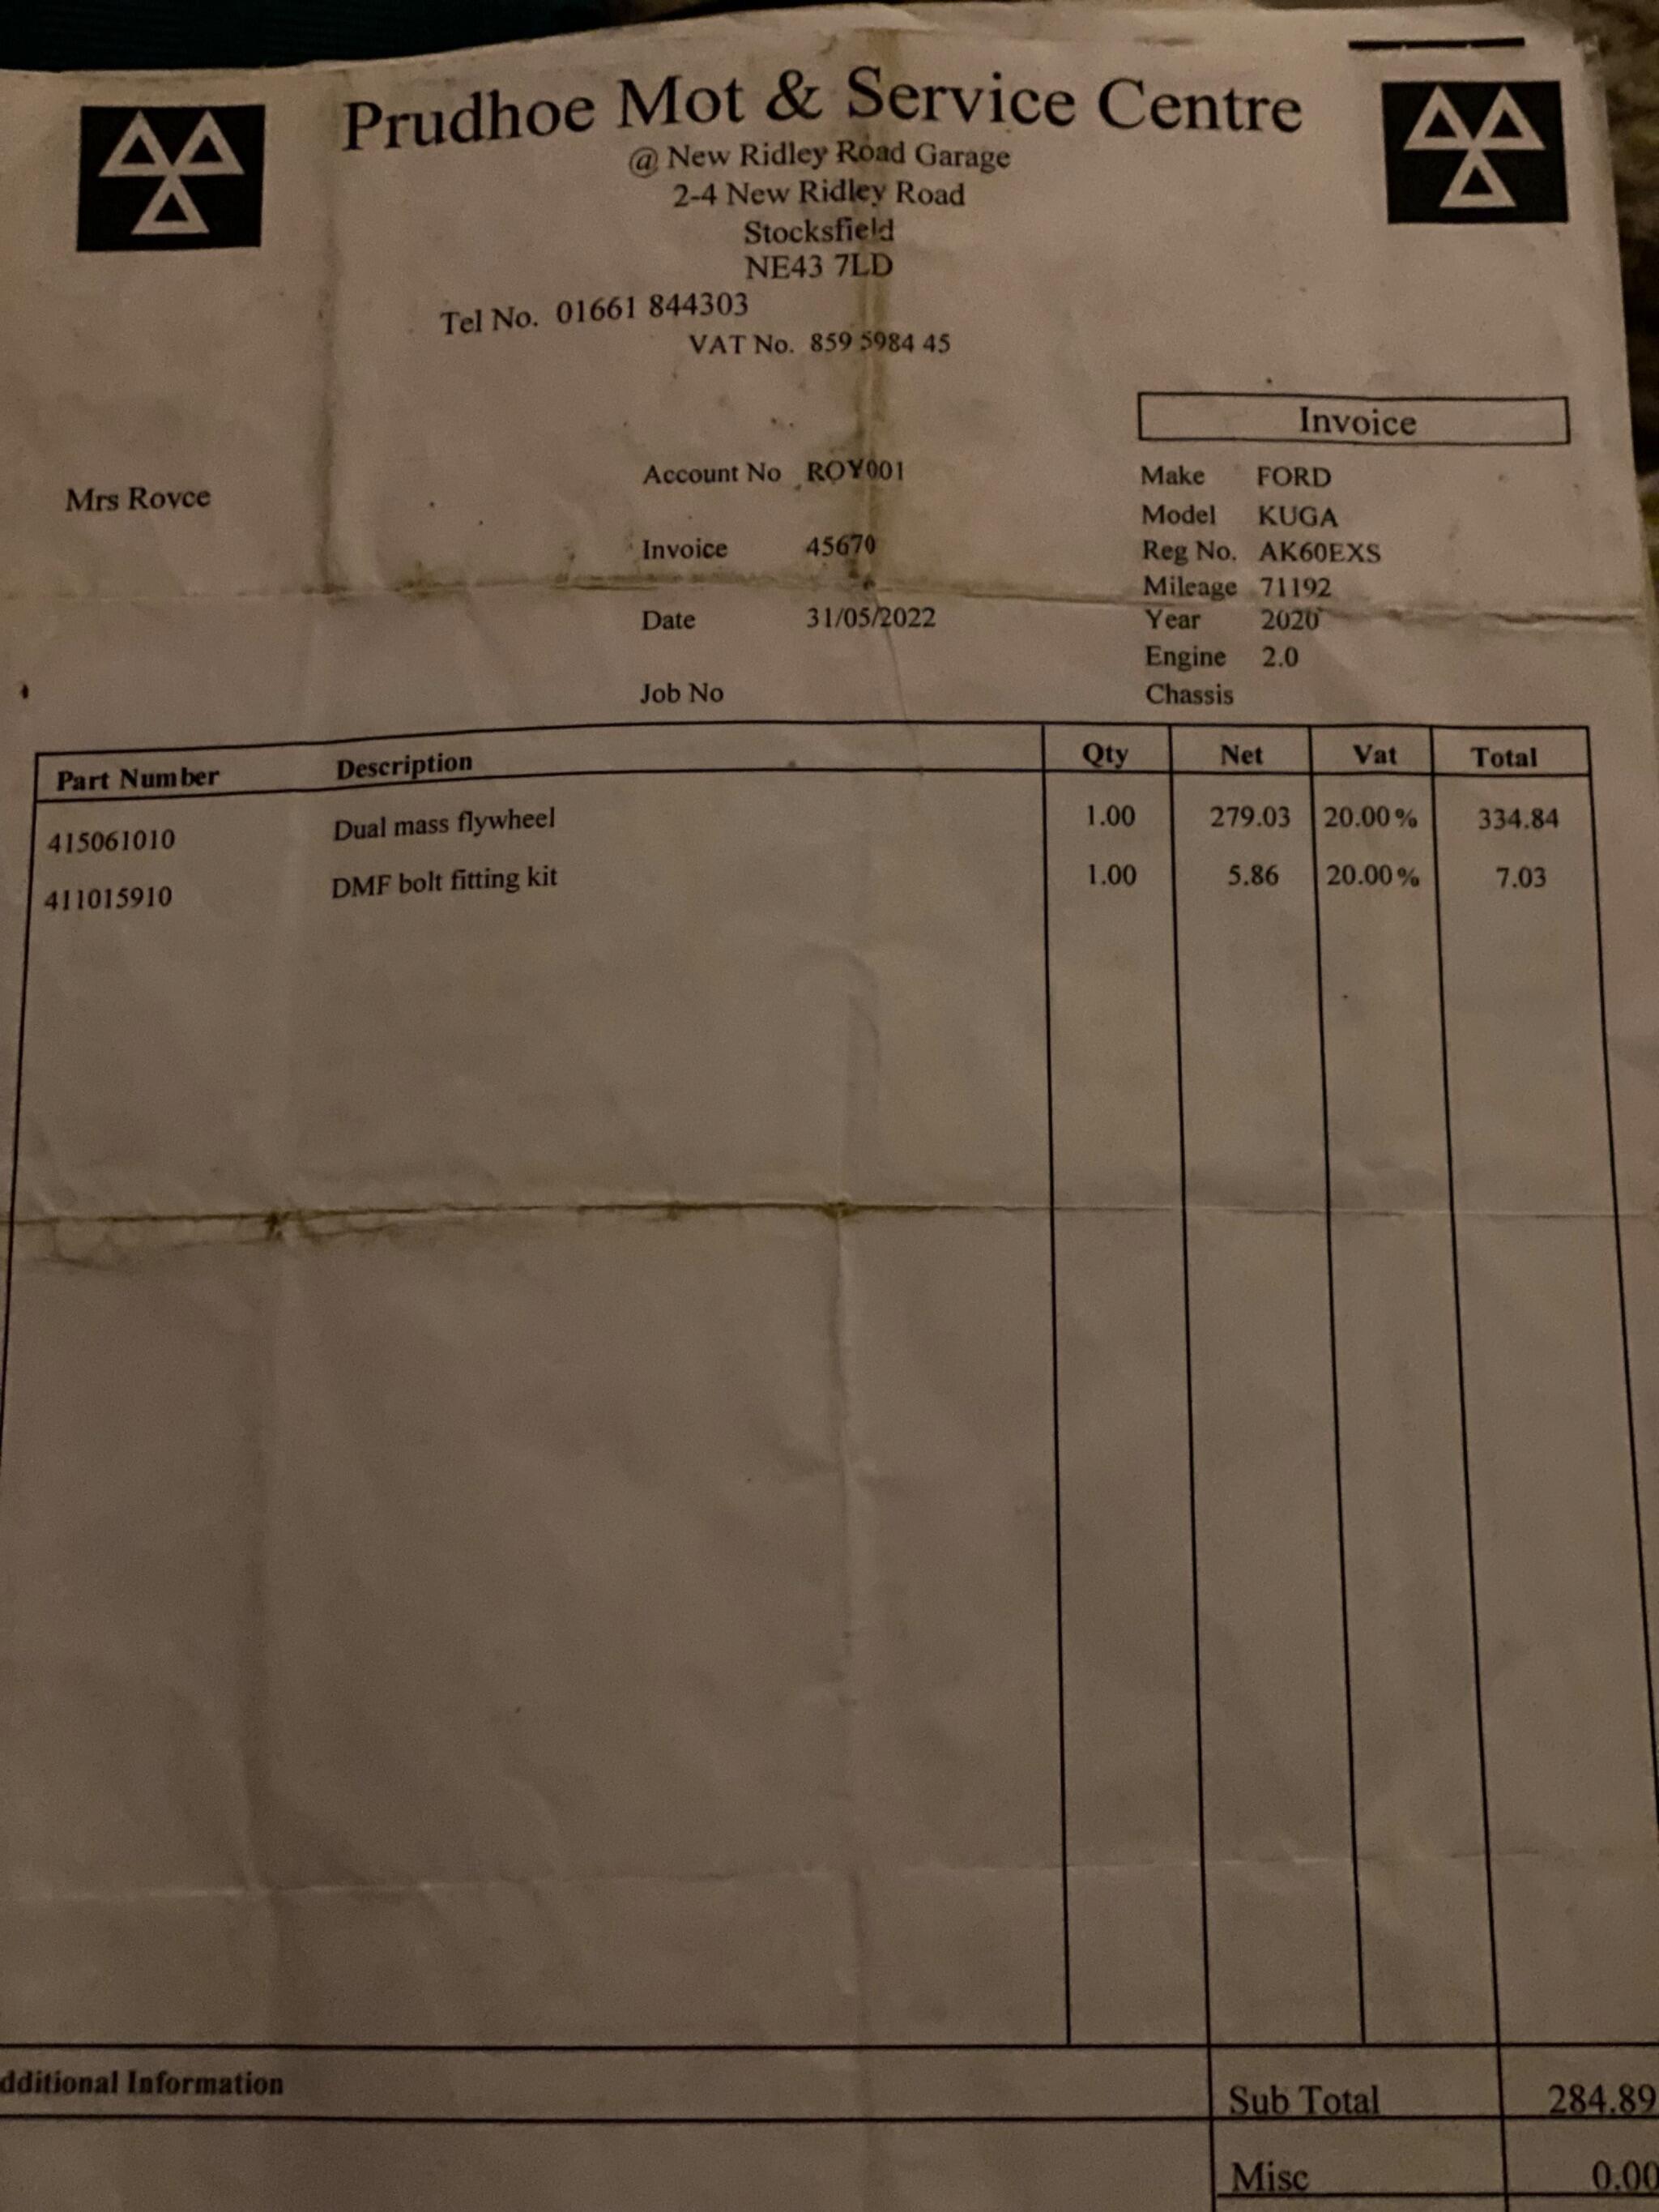 Prudhoe Mot & Service Centre
@ New Ridley Road Garage
2-4 New Ridley Road
Stocksfield
NE43 7LD
Tel No. 01661 844303
VAT No. 859 5984 45
Invoice
Mrs Royce
Account No ROY001
Invoice 45670
Date 31/05/2022
Job No
Make FORD
Model KUGA
Reg No. AK60EXS
Mileage 71192
Year 2020
Engine 2.0
Chassis
Part Number Description Qty Net Vat Total
415061010 Dual mass flywheel 1.00 279.03 20.00% 334.84
411015910 DMF bolt fitting kit 1.00 5.86 20.00% 7.03
dditional Information
Sub Total 284.89
Misc 0.00